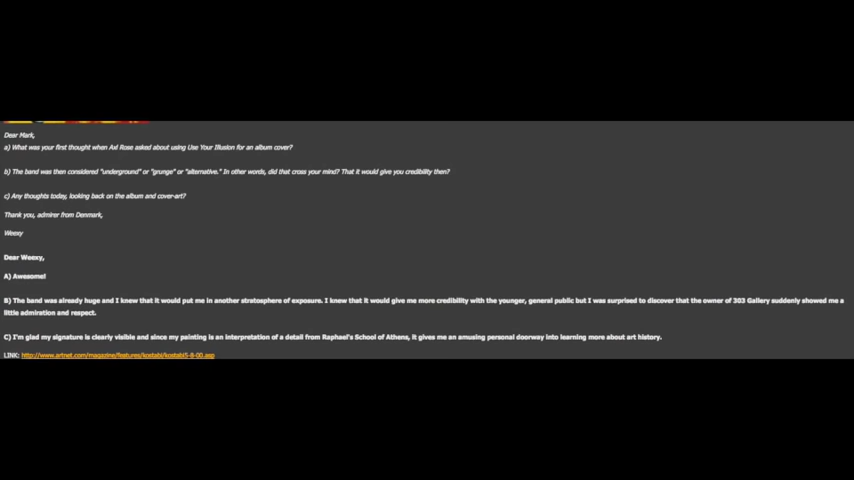 Dear Mark,
a) What was your first thought when Axl Rose asked about using Use Your Illusion for an album cover?
b) The band was then considered "underground" or "grunge" or "alternative." In other words, did that cross your mind? That it would give you credibility then?
c) Any thoughts today, looking back on the album and cover-art?
Thank you, admirer from Denmark,
Weexy
Dear Weexy,
A) Awesome!
B) The band was already huge and I knew that it would put me in another stratosphere of exposure. I knew that it would give me more credibility with the younger, general public but I was surprised to discover that the owner of 303 Gallery suddenly showed me a
little admiration and respect.
C) I'm glad my signature is clearly visible and since my painting is an interpretation of a detail from Raphael's School of Athens, it gives me an amusing personal doorway into learning more about art history.
LINK: http://www.artnet.com/magazine/features/kostabi/kostabi5-8-00.asp